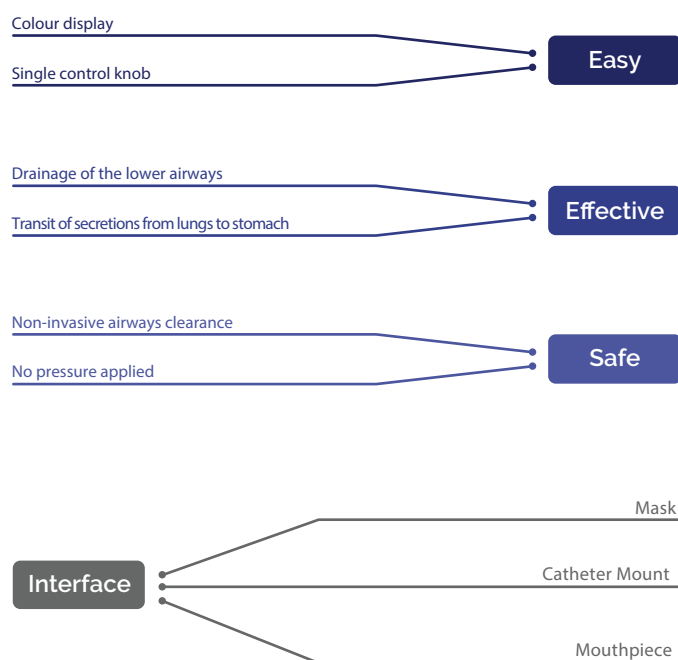 Colour display
Easy
Single control knob
Drainage of the lower airways
Effective
Transit of secretions from lungs to stomach
Non-invasive airways clearance
Safe
No pressure applied
Mask
Interface
Catheter Mount
Mouthpiece